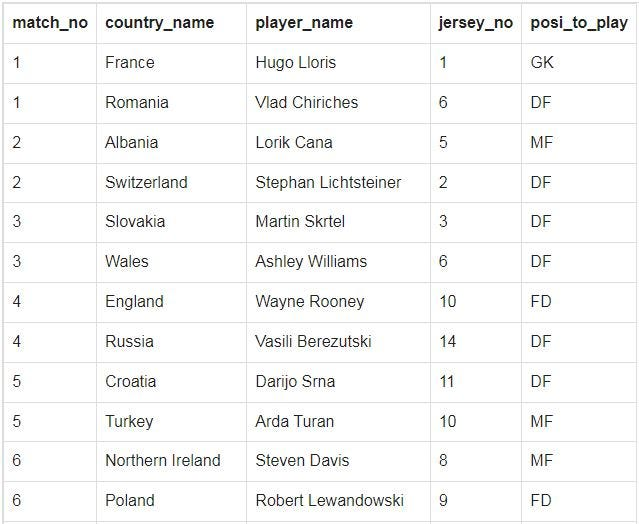 match_no country_name player_name jersey_no posi_to_play
1 France Hugo Lloris 1 GK
1 Romania Vlad Chiriches 6 DF
2 Albania Lorik Cana 5 MF
2 Switzerland Stephan Lichtsteiner 2 DF
3 Slovakia Martin Skrtel 3 DF
3 Wales Ashley Williams 6 DF
4 England Wayne Rooney 10 FD
4 Russia Vasili Berezutski 14 DF
5 Croatia Darijo Srna 11 DF
5 Turkey Arda Turan 10 MF
6 Northern Ireland Steven Davis 8 MF
6 Poland Robert Lewandowski 9 FD